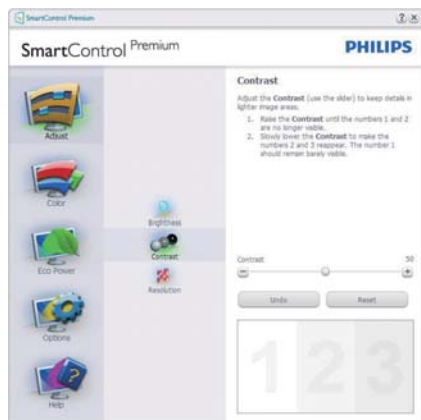 SmartControl Premium
SmartControl Premium
PHILIPS
Adjust
Color
Eco Power
Options
Help
Brightness
Contrast
Resolution
Contrast
Adjust the Contrast (use the slider) to keep details in
lighter image areas.
1. Raise the Contrast until the numbers 1 and 2
are no longer visible.
2. Slowly lower the Contrast to make the
numbers 2 and 3 reappear. The number 1
should remain barely visible.
Contrast
50
Undo
Reset
1 2 3